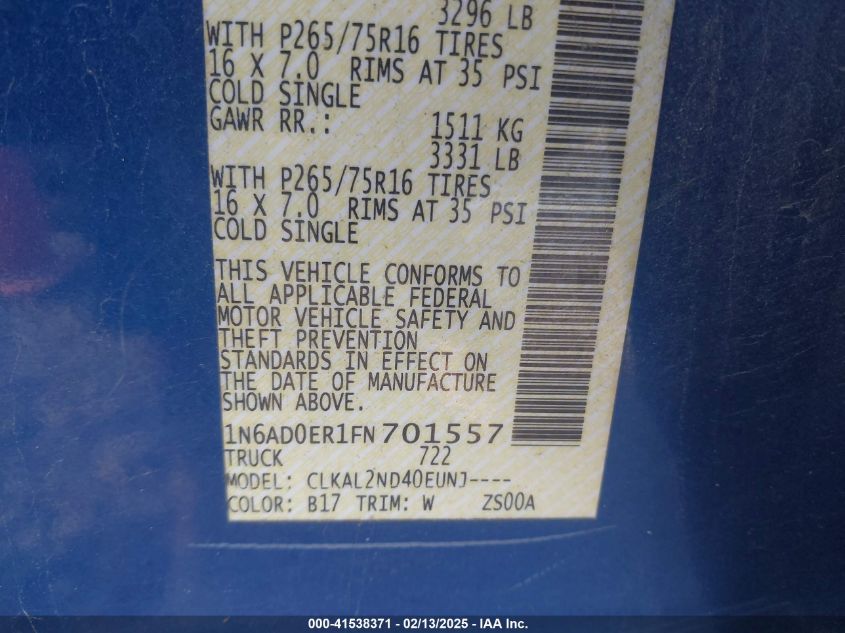 3296 LB
WITH P265/75R16 TIRES
16 X 7.0 RIMS AT 35 PSI
COLD SINGLE
GAWR RR.: 1511 KG
3331 LB
WITH P265/75R16 TIRES
16 X 7.0 RIMS AT 35 PSI
COLD SINGLE
THIS VEHICLE CONFORMS TO
ALL APPLICABLE FEDERAL
MOTOR VEHICLE SAFETY AND
THEFT PREVENTION
STANDARDS IN EFFECT ON
THE DATE OF MANUFACTURE
SHOWN ABOVE.
1N6AD0ER1FN701557
TRUCK 722
MODEL: CLKAL2ND40EUNJ----
COLOR: B17 TRIM: W ZS00A
000-41538371 - 02/13/2025 - IAA Inc.